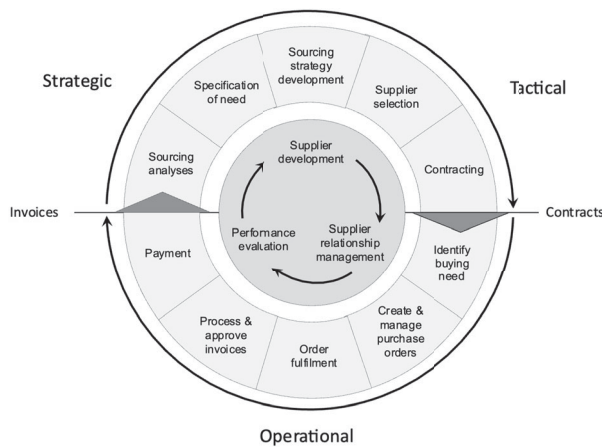 Strategic
Tactical
Sourcing
strategy
development
Specification
of need
Supplier
selection
Sourcing
analyses
Contracting
Supplier
development
Invoices
Contracts
Performance
evaluation
Supplier
relationship
management
Payment
Identify
buying
need
Process &
approve
invoices
Order
fulfilment
Create &
manage
purchase
orders
Operational